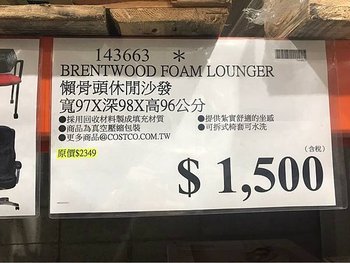 143663 *
BRENTWOOD FOAM LOUNGER
懶骨頭休閒沙發
寬97X深98X高96公分
●採用回收材料製成填充材質 ●提供紮實舒適的坐感
●商品為真空壓縮包裝 ●可拆式椅套可水洗
●更多商品@COSTCO.COM.TW
原價$2349
(含稅)
$ 1,500